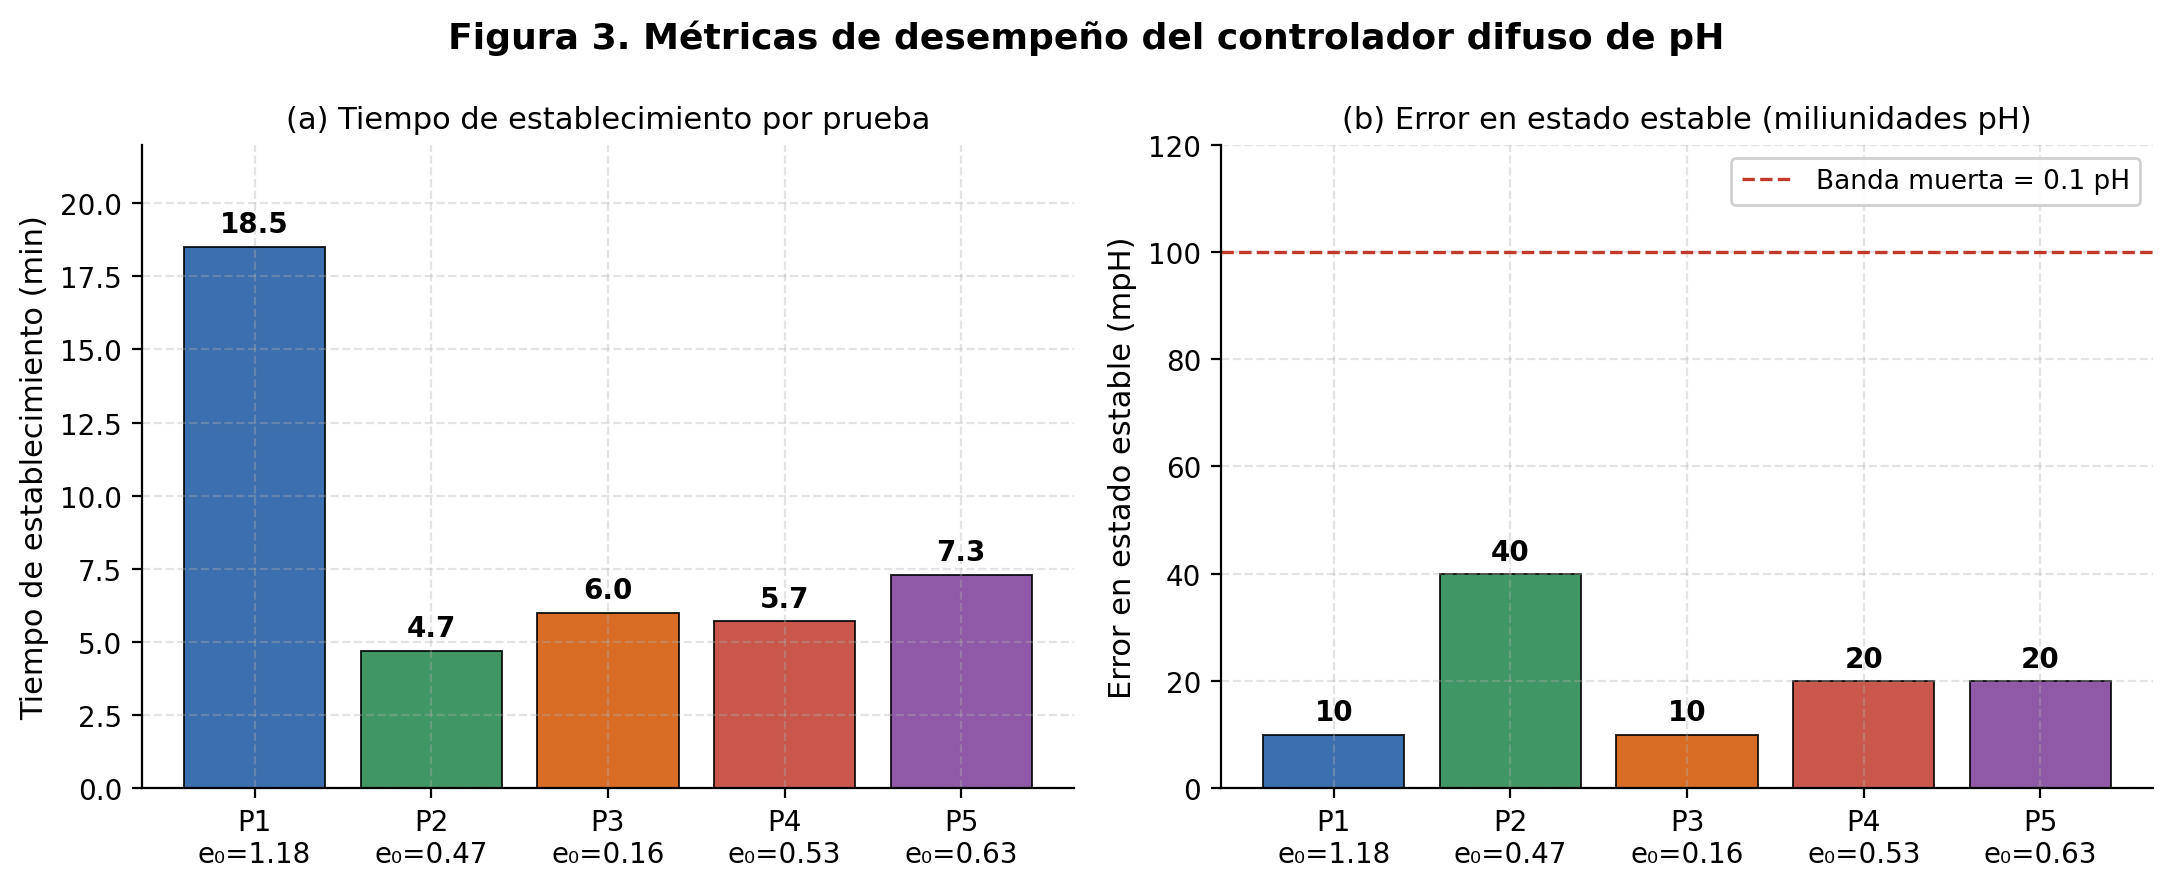 Figura 3. Métricas de desempeño del controlador difuso de pH
(a) Tiempo de establecimiento por prueba
Tiempo de establecimiento (min)
20.0
17.5
15.0
12.5
10.0
7.5
5.0
2.5
0.0
18.5
4.7
6.0
5.7
7.3
P1
P2
P3
P4
P5
e₀=1.18
e₀=0.47
e₀=0.16
e₀=0.53
e₀=0.63
(b) Error en estado estable (miliunidades pH)
Error en estado estable (mpH)
120
100
80
60
40
20
0
Banda muerta = 0.1 pH
10
40
10
20
20
P1
P2
P3
P4
P5
e₀=1.18
e₀=0.47
e₀=0.16
e₀=0.53
e₀=0.63